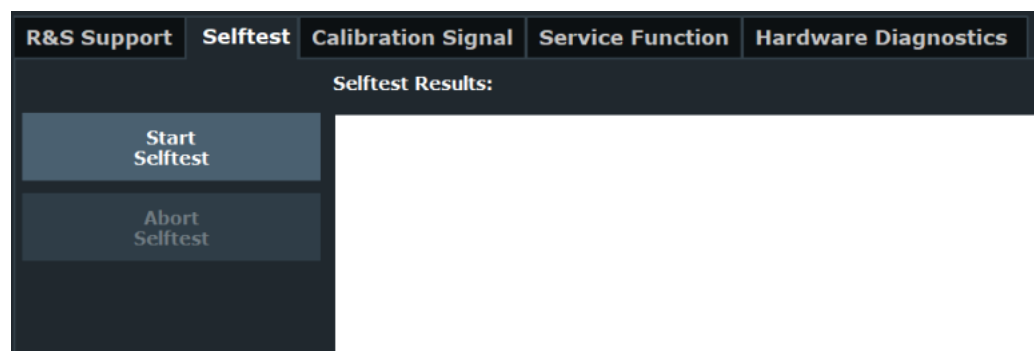 R&S Support Selftest Calibration Signal Service Function Hardware Diagnostics
Selftest Results:
Start
Selftest
Abort
Selftest